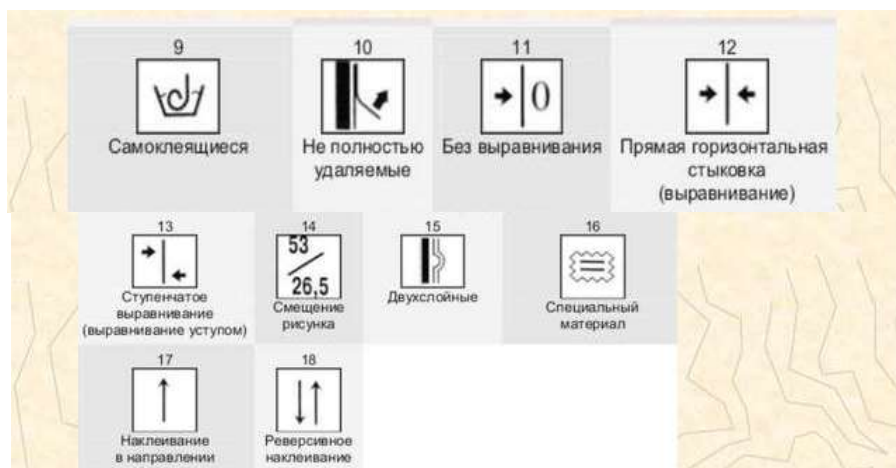 9
10
11
12
0
Самоклеящиеся
Не полностью
удаляемые
Без выравнивания
Прямая горизонтальная
стыковка
(выравнивание)
13
14
15
16
53
26,5
Ступенчатое
выравнивание
(выравнивание уступом)
Смещение
рисунка
Двухслойные
Специальный
материал
17
18
Наклеивание
в направлении
Реверсивное
наклеивание